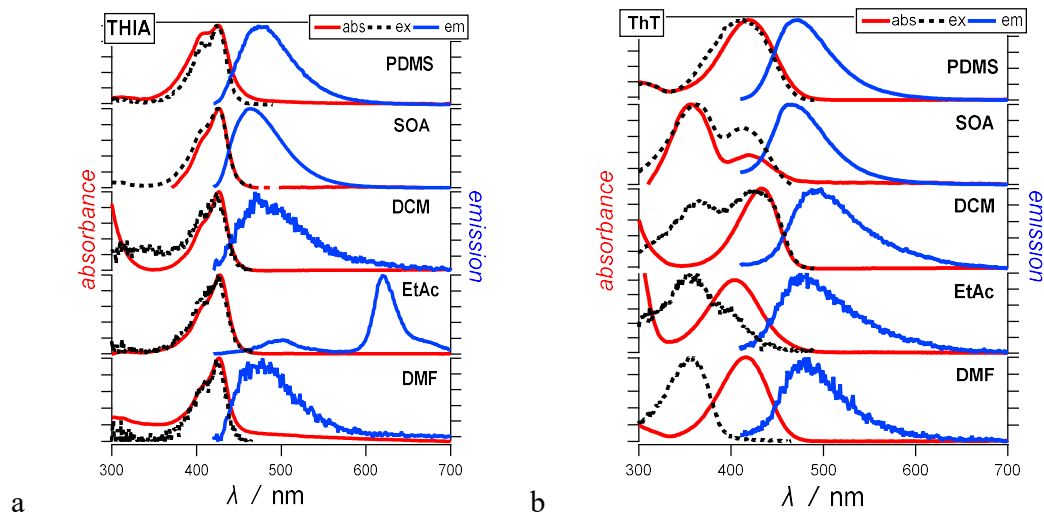 THIA
abs ex em
PDMS
SOA
DCM
EtAc
DMF
absorbance
emission
300 400 500 600 700
λ / nm
a
ThT
abs ex em
PDMS
SOA
DCM
EtAc
DMF
absorbance
emission
300 400 500 600 700
λ / nm
b